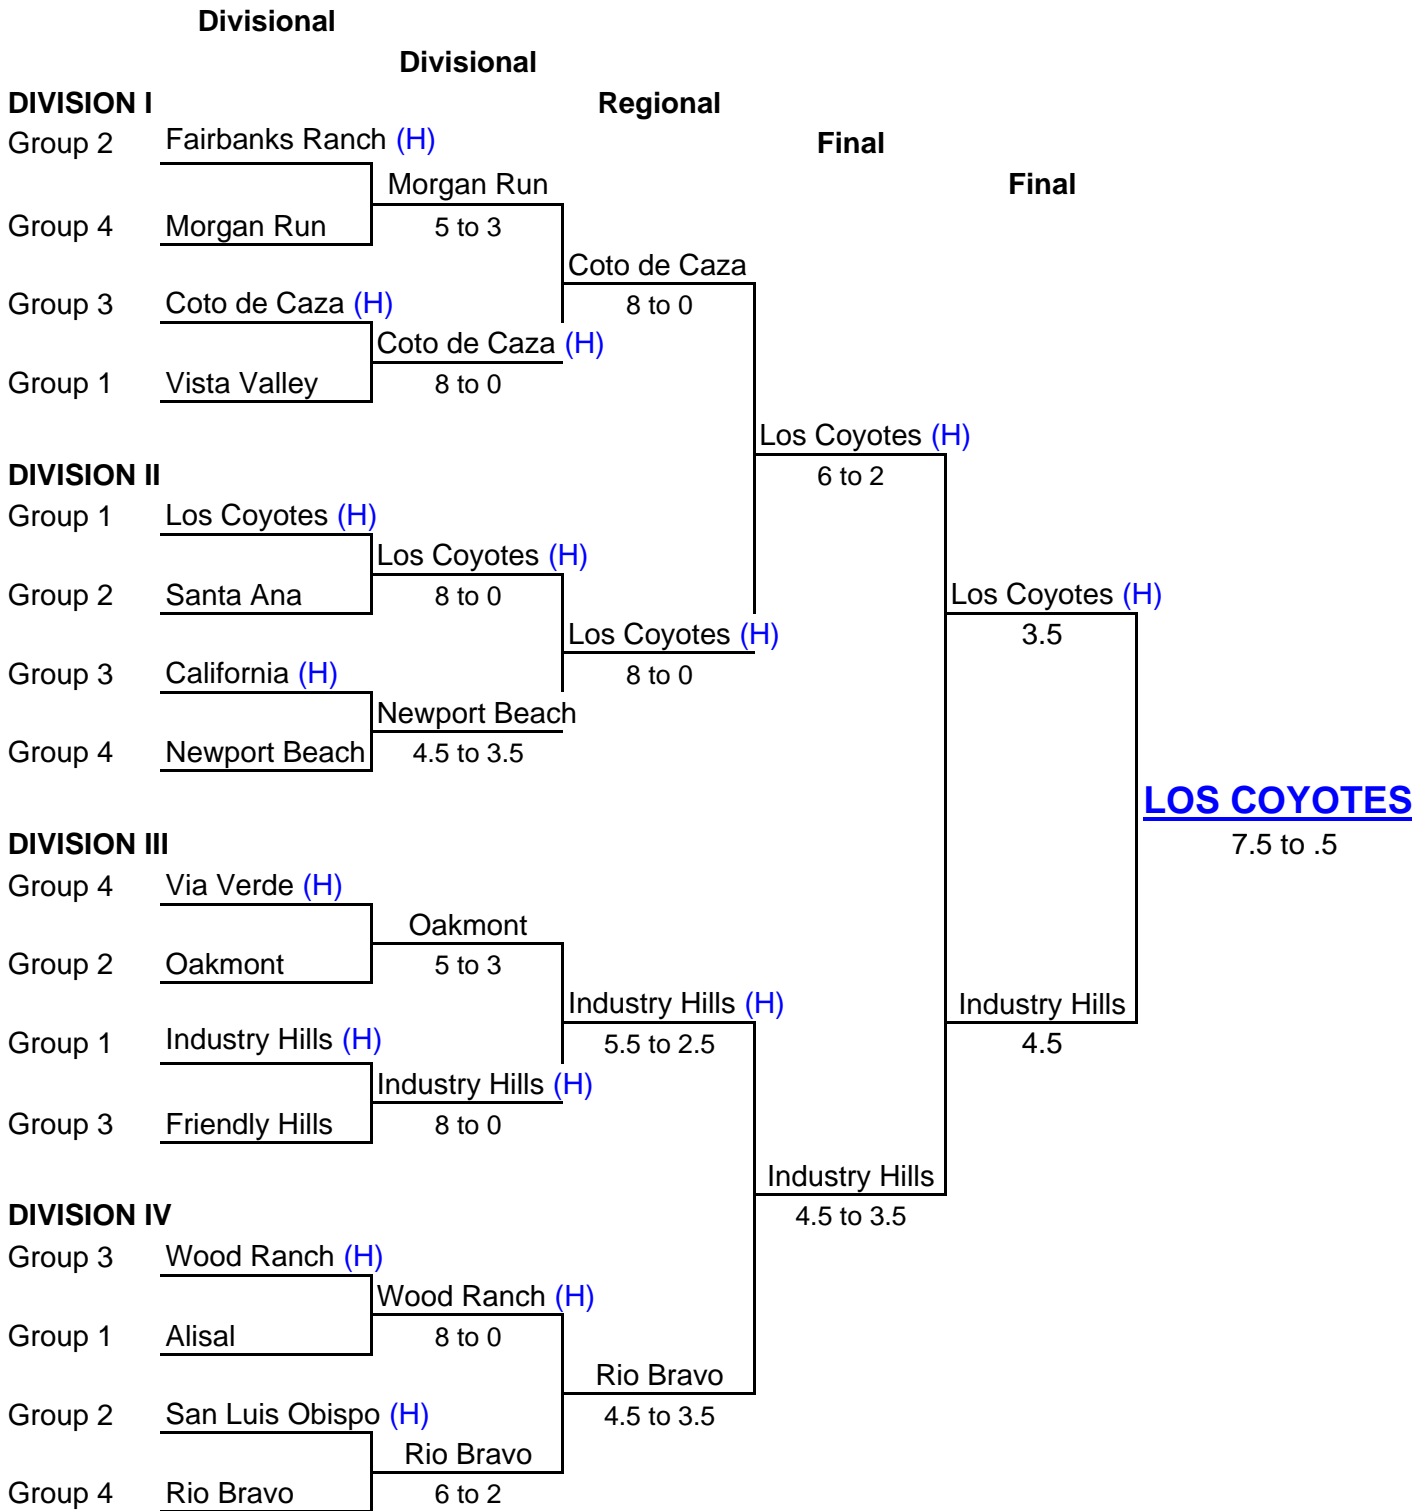 Divisional
Divisional
DIVISION I
Regional
Group 2 Fairbanks Ranch (H)
Final
Morgan Run
Final
Group 4 Morgan Run 5 to 3
Coto de Caza
Group 3 Coto de Caza (H) 8 to 0
Coto de Caza (H)
Group 1 Vista Valley 8 to 0
Los Coyotes (H)
DIVISION II 6 to 2
Group 1 Los Coyotes (H)
Los Coyotes (H)
Group 2 Santa Ana 8 to 0 Los Coyotes (H)
Los Coyotes (H) 3.5
Group 3 California (H) 8 to 0
Newport Beach
Group 4 Newport Beach 4.5 to 3.5
LOS COYOTES
DIVISION III 7.5 to .5
Group 4 Via Verde (H)
Oakmont
Group 2 Oakmont 5 to 3
Industry Hills (H) Industry Hills
Group 1 Industry Hills (H) 5.5 to 2.5 4.5
Industry Hills (H)
Group 3 Friendly Hills 8 to 0
Industry Hills
DIVISION IV 4.5 to 3.5
Group 3 Wood Ranch (H)
Wood Ranch (H)
Group 1 Alisal 8 to 0
Rio Bravo
Group 2 San Luis Obispo (H) 4.5 to 3.5
Rio Bravo
Group 4 Rio Bravo 6 to 2